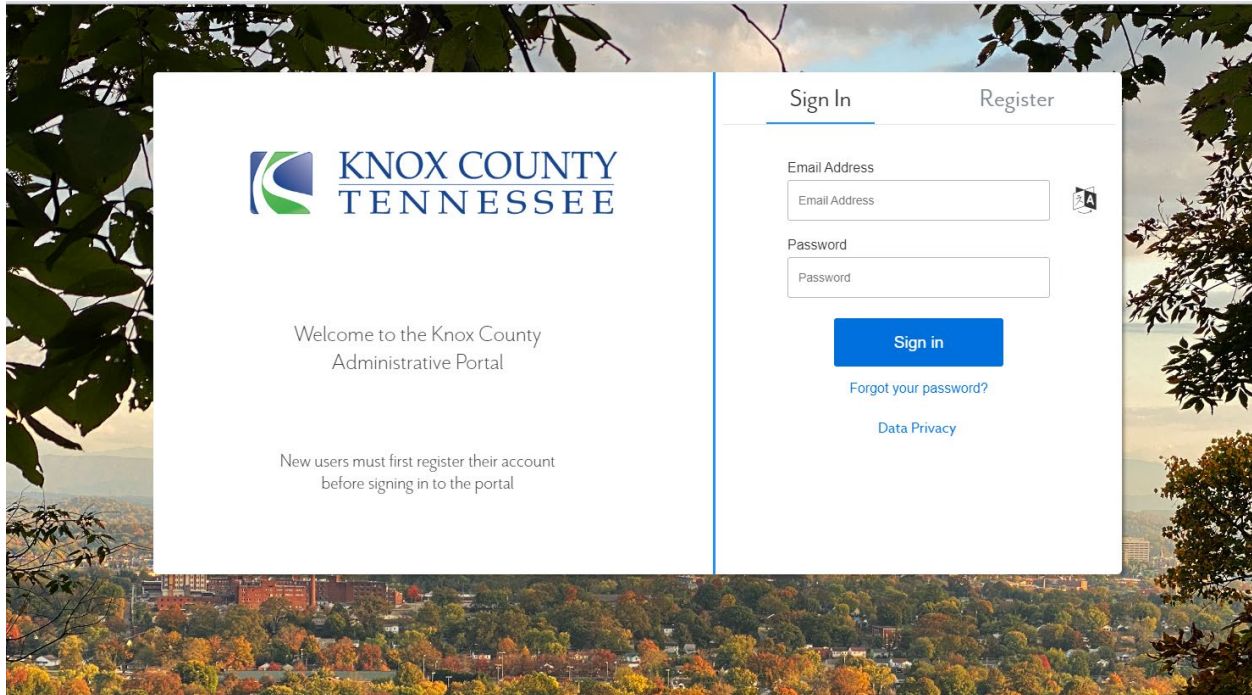 KNOX COUNTY
TENNESSEE
Welcome to the Knox County
Administrative Portal
New users must first register their account
before signing in to the portal
Sign In
Register
Email Address
Email Address
文A
Password
Password
Sign in
Forgot your password?
Data Privacy